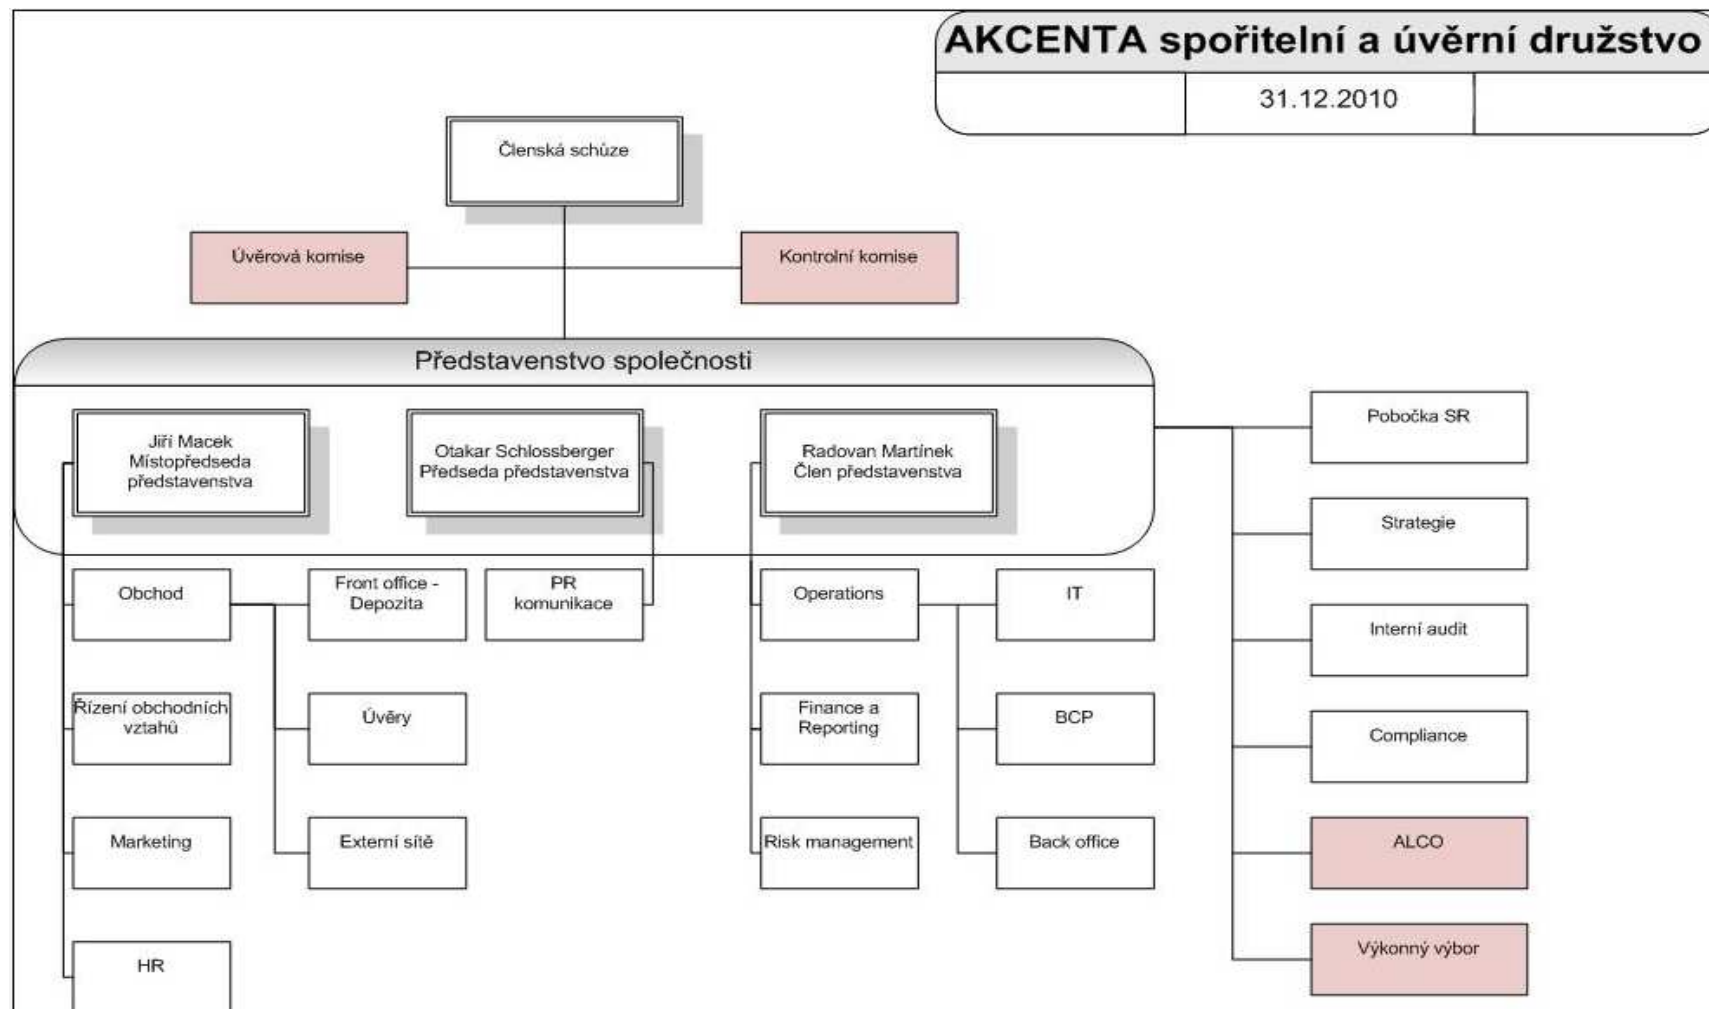 AKCENTA spořitelní a úvěrní družstvo
31.12.2010
Členská schůze
Úvěrová komise
Kontrolní komise
Představenstvo společnosti
Jiří Macek
Místopředseda
představenstva
Otakar Schlossberger
Předseda představenstva
Radovan Martínek
Člen představenstva
Pobočka SR
Strategie
Interní audit
Compliance
ALCO
Výkonný výbor
Obchod
Front office -
Depozita
PR
komunikace
Operations
IT
Řízení obchodních
vztahů
Úvěry
Finance a
Reporting
BCP
Marketing
Externí sítě
Risk management
Back office
HR